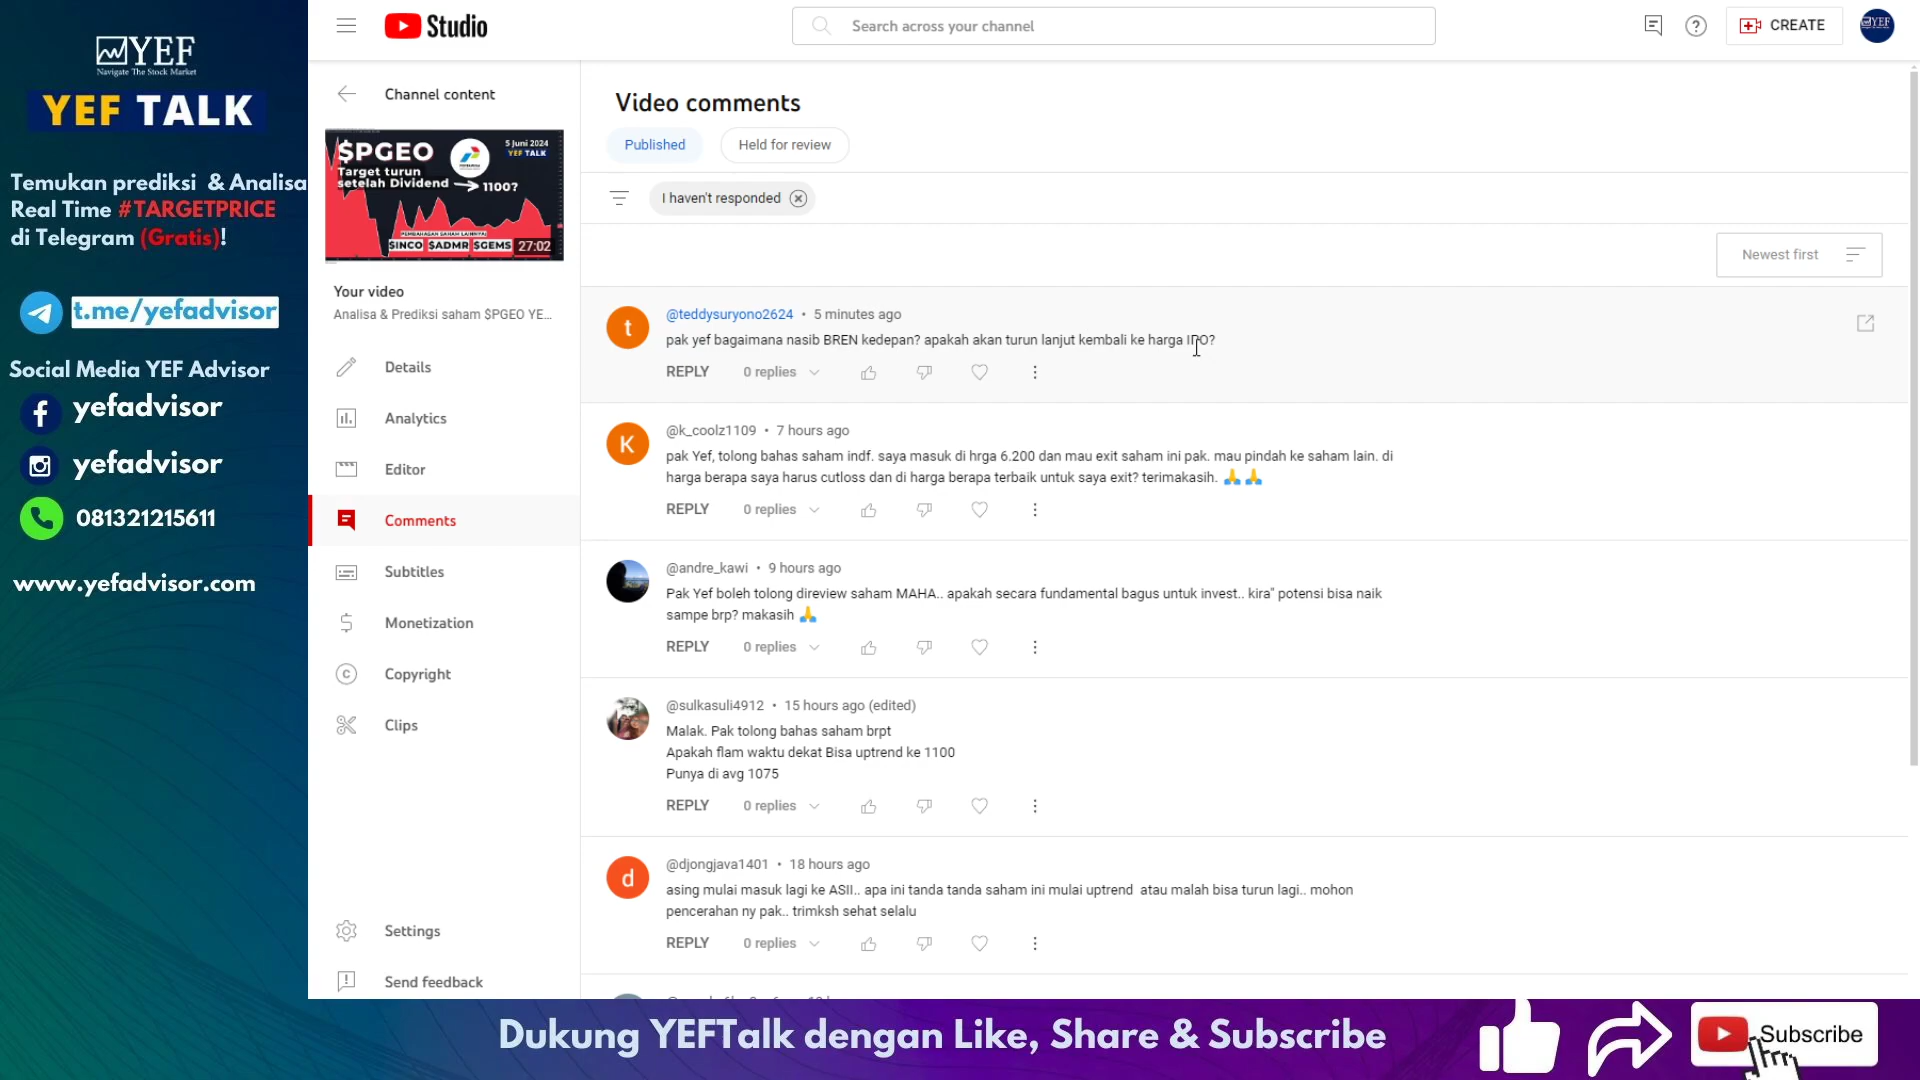 YEF
Navigate The Stock Market
YEF TALK
Temukan prediksi & Analisa
Real Time #TARGETPRICE
di Telegram (Gratis)!
t.me/yefadvisor
Social Media YEF Advisor
yefadvisor
yefadvisor
081321215611
www.yefadvisor.com
Studio
Search across your channel
CREATE
YEF
Channel content
$PGEO
5 Juni 2024
YEF TALK
Target turun
setelah Dividend
1100?
PEMBAHASAN SAHAM LAINNYA:
$INCO $ADMR $GEMS
27:02
Your video
Analisa & Prediksi saham $PGEO YE...
Details
Analytics
Editor
Comments
Subtitles
Monetization
Copyright
Clips
Settings
Send feedback
Video comments
Published
Held for review
I haven't responded
Newest first
t
@teddysuryono2624 • 5 minutes ago
pak yef bagaimana nasib BREN kedepan? apakah akan turun lanjut kembali ke harga IPO?
REPLY 0 replies
K
@k_coolz1109 • 7 hours ago
pak Yef, tolong bahas saham indf. saya masuk di hrga 6.200 dan mau exit saham ini pak. mau pindah ke saham lain. di
harga berapa saya harus cutloss dan di harga berapa terbaik untuk saya exit? terimakasih. 🙏🙏
REPLY 0 replies
@andre_kawi • 9 hours ago
Pak Yef boleh tolong direview saham MAHA.. apakah secara fundamental bagus untuk invest.. kira" potensi bisa naik
sampe brp? makasih 🙏
REPLY 0 replies
@sulkasuli4912 • 15 hours ago (edited)
Malak. Pak tolong bahas saham brpt
Apakah flam waktu dekat Bisa uptrend ke 1100
Punya di avg 1075
REPLY 0 replies
d
@djongjava1401 • 18 hours ago
asing mulai masuk lagi ke ASII.. apa ini tanda tanda saham ini mulai uptrend atau malah bisa turun lagi.. mohon
pencerahan ny pak.. trimksh sehat selalu
REPLY 0 replies
Dukung YEFTalk dengan Like, Share & Subscribe
Subscribe